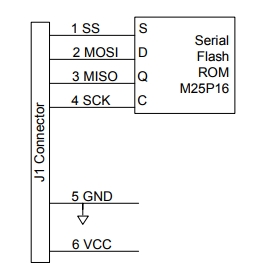 1 SS
S
2 MOSI
D
3 MISO
Q
4 SCK
C
Serial
Flash
ROM
M25P16
J1 Connector
5 GND
6 VCC